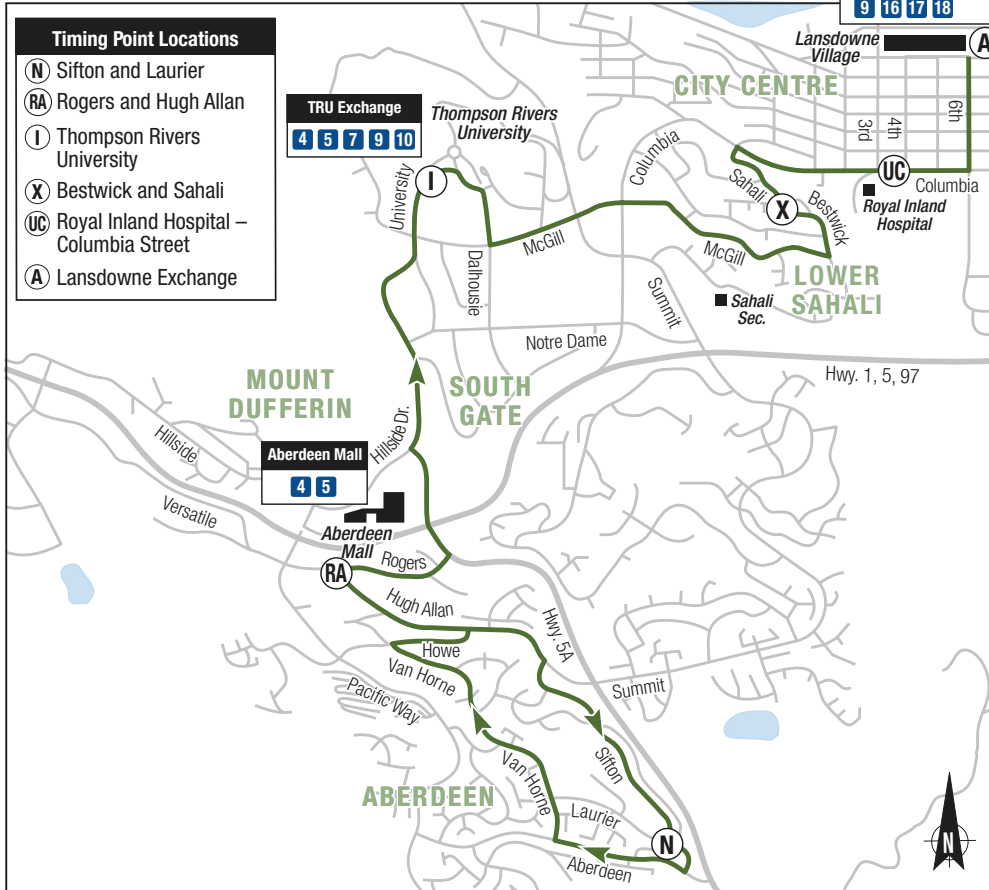 9 16 17 18
Timing Point Locations
N Sifton and Laurier
RA Rogers and Hugh Allan
I Thompson Rivers
University
X Bestwick and Sahali
UC Royal Inland Hospital –
Columbia Street
A Lansdowne Exchange
Lansdowne
Village
A
CITY CENTRE
6th
4th
3rd
TRU Exchange
4 5 7 9 10
Thompson Rivers
University
Columbia
UC
Columbia
Royal Inland
Hospital
I
University
Sahali
X
Bestwick
McGill
McGill
Dalhousie
LOWER
SAHALI
Sahali
Sec.
Summit
Notre Dame
Hwy. 1, 5, 97
MOUNT
DUFFERIN
SOUTH
GATE
Hillside Dr.
Hillside
Aberdeen Mall
4 5
Versatile
Aberdeen
Mall
RA
Rogers
Hugh Allan
Hwy. 5A
Howe
Van Horne
Summit
Pacific Way
Sifton
Van Horne
ABERDEEN
Laurier
N
Aberdeen
N